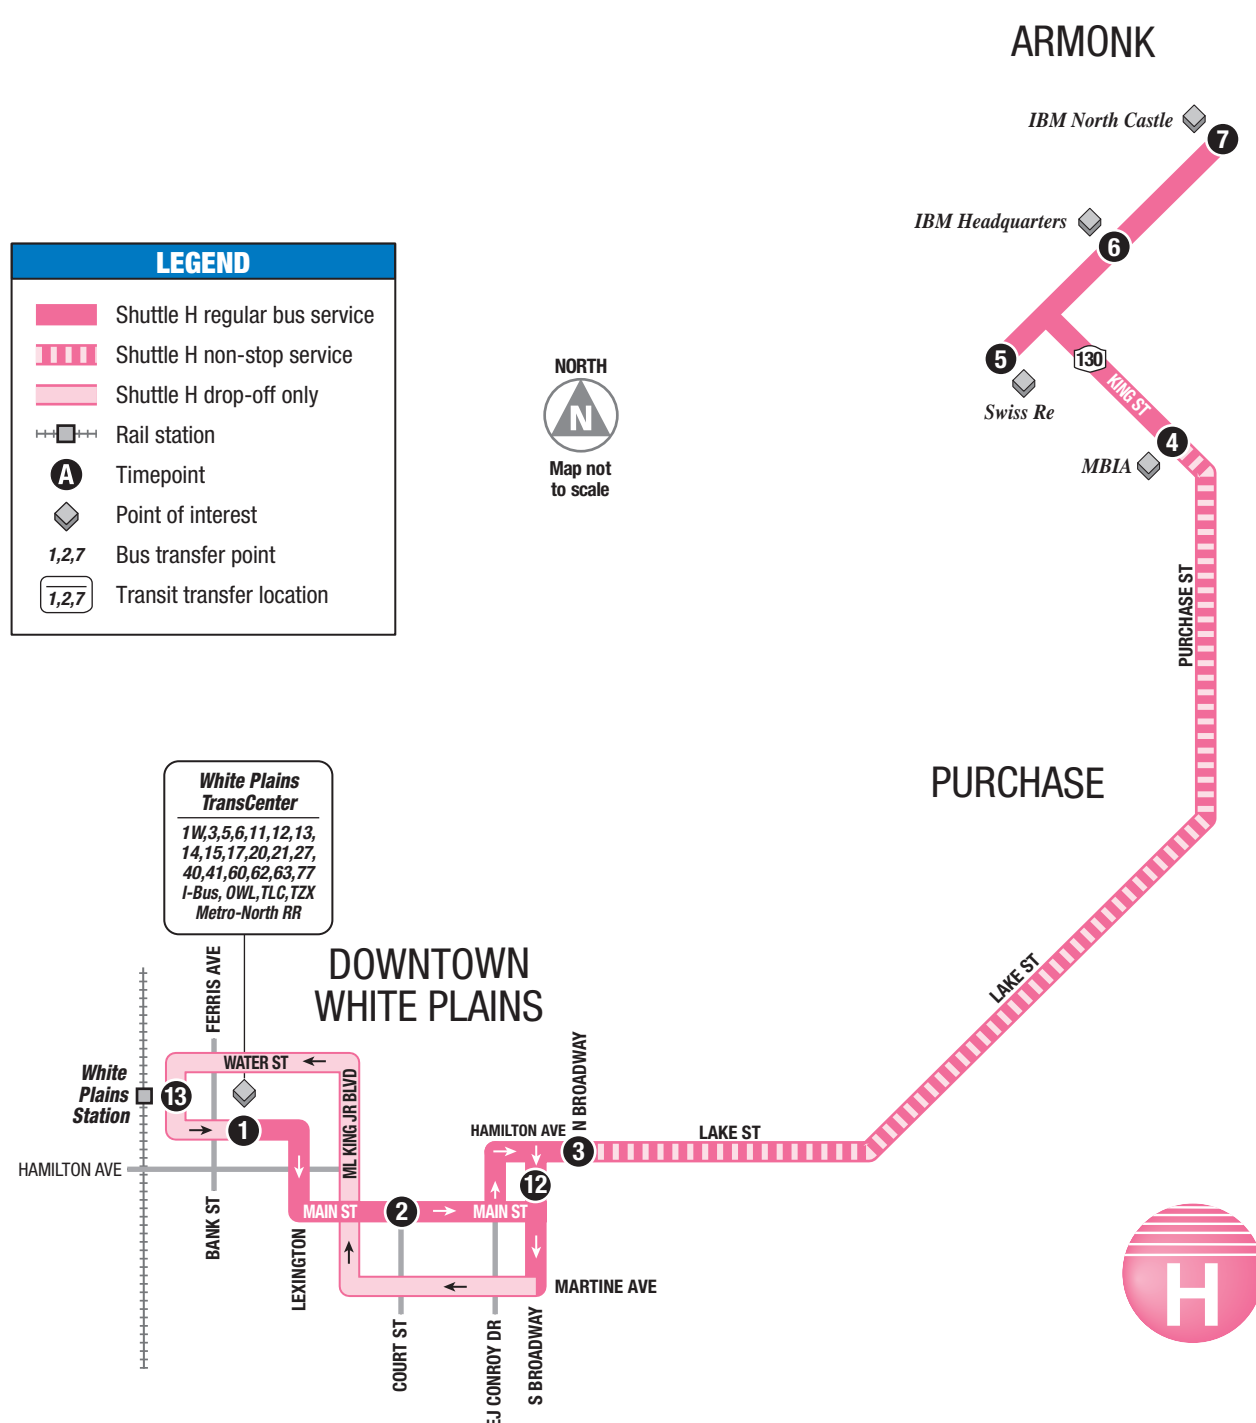 ARMONK
IBM North Castle
7
IBM Headquarters
6
LEGEND
Shuttle H regular bus service
Shuttle H non-stop service
Shuttle H drop-off only
Rail station
A
Timepoint
Point of interest
1,2,7
Bus transfer point
1,2,7
Transit transfer location
NORTH
N
Map not
to scale
5
Swiss Re
130
KING ST
4
MBIA
PURCHASE ST
PURCHASE
White Plains
TransCenter
1W,3,5,6,11,12,13,
14,15,17,20,21,27,
40,41,60,62,63,77
I-Bus, OWL,TLC,TZX
Metro-North RR
DOWNTOWN
WHITE PLAINS
LAKE ST
FERRIS AVE
WATER ST
White
Plains
Station
13
1
ML KING JR BLVD
HAMILTON AVE
N BROADWAY
3
LAKE ST
HAMILTON AVE
12
MAIN ST
2
MAIN ST
BANK ST
LEXINGTON
MARTINE AVE
COURT ST
EJ CONROY DR
S BROADWAY
H